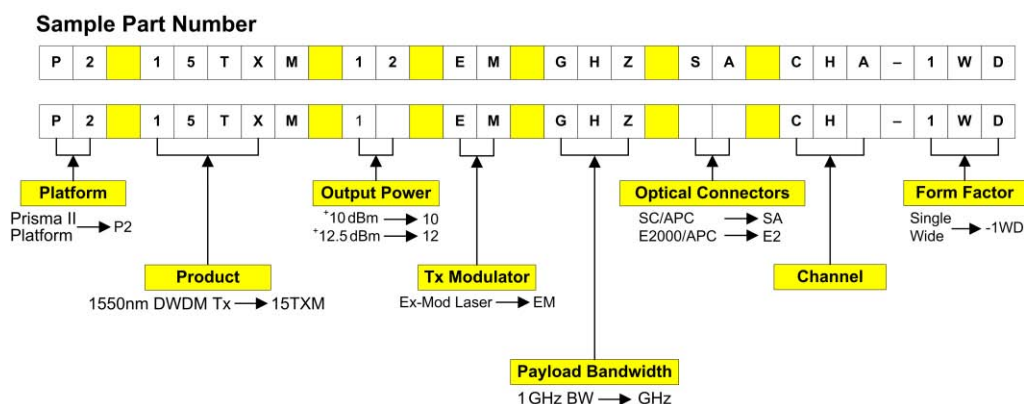 Sample Part Number
P 2 1 5 T X M 1 2 E M G H Z S A C H A – 1 W D
P 2 1 5 T X M 1 E M G H Z C H – 1 W D
Platform
Prisma II
Platform
P2
Product
1550nm DWDM Tx
15TXM
Output Power
+10 dBm
10
+12.5 dBm
12
Tx Modulator
Ex-Mod Laser
EM
Payload Bandwidth
1 GHz BW
GHz
Optical Connectors
SC/APC
SA
E2000/APC
E2
Channel
Form Factor
Single
Wide
-1WD